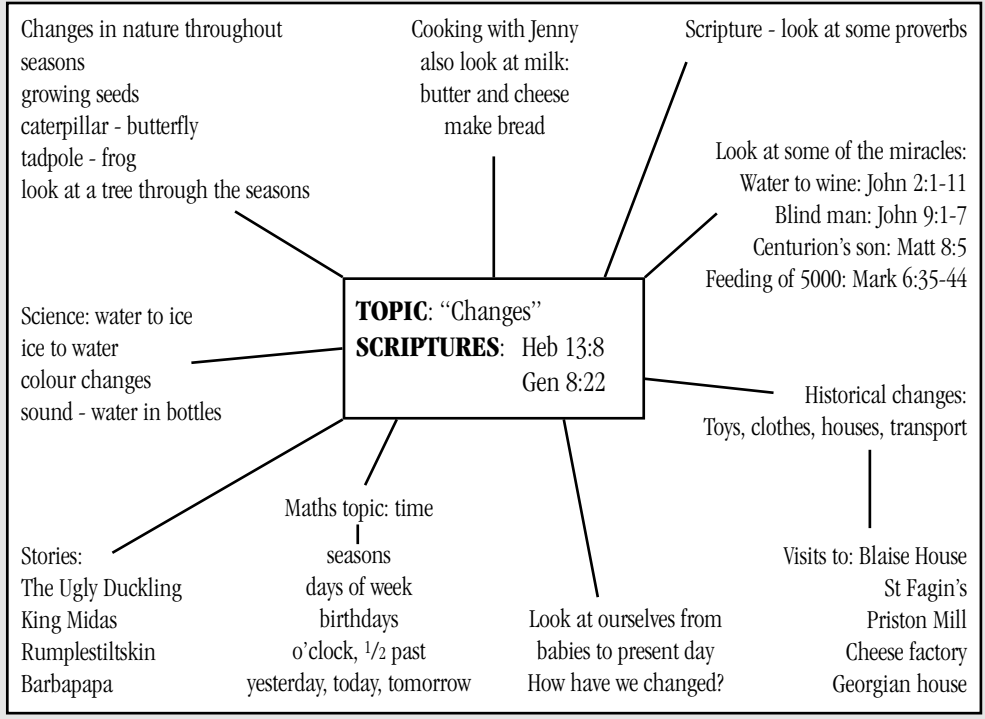 Changes in nature throughout
seasons
growing seeds
caterpillar - butterfly
tadpole - frog
look at a tree through the seasons
Cooking with Jenny
also look at milk:
butter and cheese
make bread
Scripture - look at some proverbs
Look at some of the miracles:
Water to wine: John 2:1-11
Blind man: John 9:1-7
Centurion's son: Matt 8:5
Feeding of 5000: Mark 6:35-44
TOPIC: “Changes”
SCRIPTURES: Heb 13:8
Gen 8:22
Science: water to ice
ice to water
colour changes
sound - water in bottles
Historical changes:
Toys, clothes, houses, transport
Stories:
The Ugly Duckling
King Midas
Rumplestiltskin
Barbapapa
Maths topic: time
seasons
days of week
birthdays
o'clock, 1/2 past
yesterday, today, tomorrow
Look at ourselves from
babies to present day
How have we changed?
Visits to: Blaise House
St Fagin's
Priston Mill
Cheese factory
Georgian house